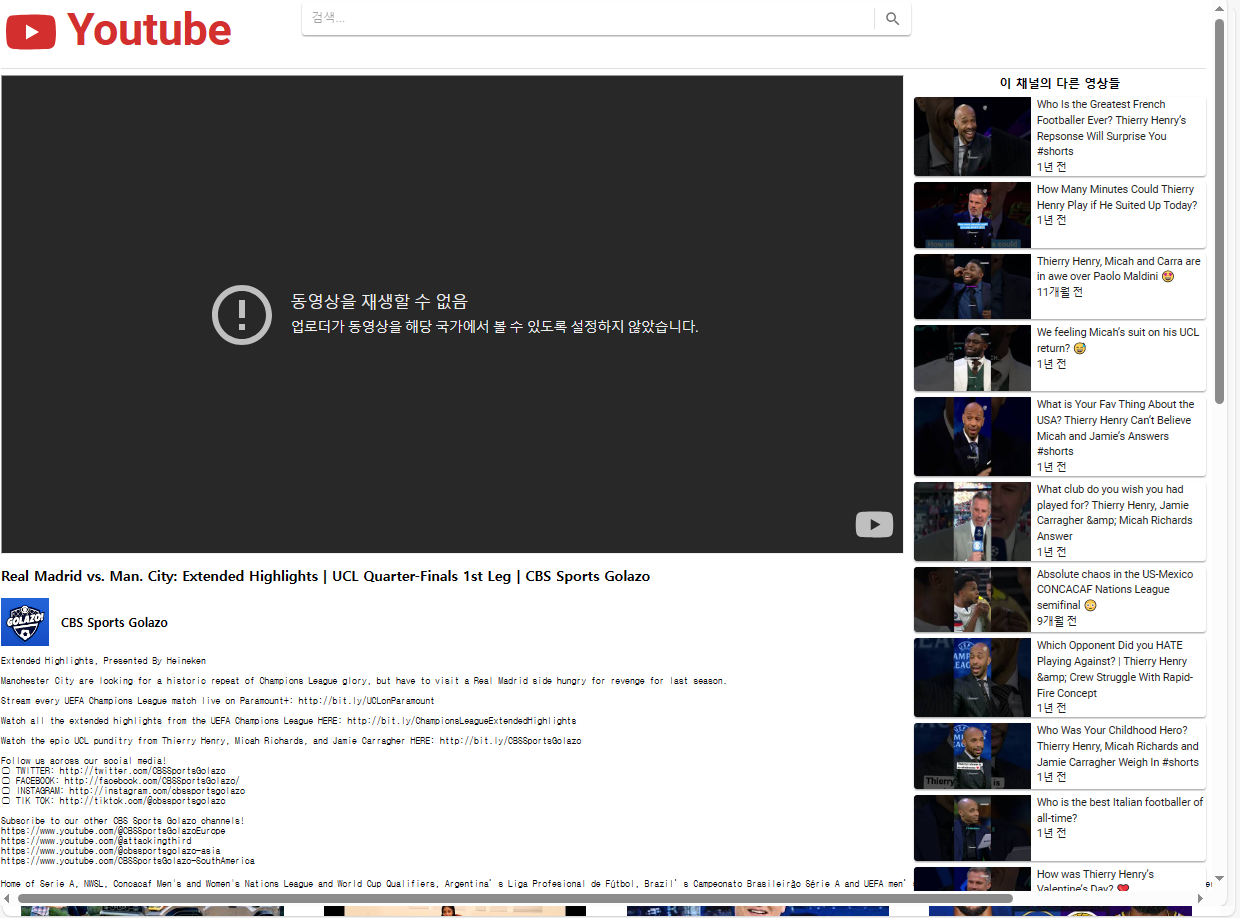 Youtube
검색...
동영상을 재생할 수 없음
업로더가 동영상을 해당 국가에서 볼 수 있도록 설정하지 않았습니다.
Real Madrid vs. Man. City: Extended Highlights | UCL Quarter-Finals 1st Leg | CBS Sports Golazo
GOLAZO!
CBS Sports Golazo
Extended Highlights, Presented By Heineken
Manchester City are looking for a historic repeat of Champions League glory, but have to visit a Real Madrid side hungry for revenge for last season.
Stream every UEFA Champions League match live on Paramount+: http://bit.ly/UCLonParamount
Watch all the extended highlights from the UEFA Champions League HERE: http://bit.ly/ChampionsLeagueExtendedHighlights
Watch the epic UCL punditry from Thierry Henry, Micah Richards, and Jamie Carragher HERE: http://bit.ly/CBSSportsGolazo
Follow us across our social media!
▢ TWITTER: http://twitter.com/CBSSportsGolazo
▢ FACEBOOK: http://facebook.com/CBSSportsGolazo/
▢ INSTAGRAM: http://instagram.com/cbssportsgolazo
▢ TIK TOK: http://tiktok.com/@cbssportsgolazo
Subscribe to our other CBS Sports Golazo channels!
https://www.youtube.com/@CBSSportsGolazoEurope
https://www.youtube.com/@attackingthird
https://www.youtube.com/@cbssportsgolazo-asia
https://www.youtube.com/CBSSportsGolazo-SouthAmerica
Home of Serie A, NWSL, Concacaf Men's and Women's Nations League and World Cup Qualifiers, Argentina’s Liga Profesional de Fútbol, Brazil’s Campeonato Brasileirão Série A and UEFA men’
이 채널의 다른 영상들
Who Is the Greatest French
Footballer Ever? Thierry Henry’s
Repsonse Will Surprise You
#shorts
1년 전
How Many Minutes Could Thierry
Henry Play if He Suited Up Today?
1년 전
Thierry Henry, Micah and Carra are
in awe over Paolo Maldini 🤩
11개월 전
We feeling Micah’s suit on his UCL
return? 😅
1년 전
What is Your Fav Thing About the
USA? Thierry Henry Can’t Believe
Micah and Jamie’s Answers
#shorts
1년 전
What club do you wish you had
played for? Thierry Henry, Jamie
Carragher &amp; Micah Richards
Answer
1년 전
Absolute chaos in the US-Mexico
CONCACAF Nations League
semifinal 😳
9개월 전
Which Opponent Did you HATE
Playing Against? | Thierry Henry
&amp; Crew Struggle With Rapid-
Fire Concept
1년 전
Who Was Your Childhood Hero?
Thierry Henry, Micah Richards and
Jamie Carragher Weigh In #shorts
1년 전
Who is the best Italian footballer of
all-time?
1년 전
How was Thierry Henry’s
Valentine’s Day? ❤️